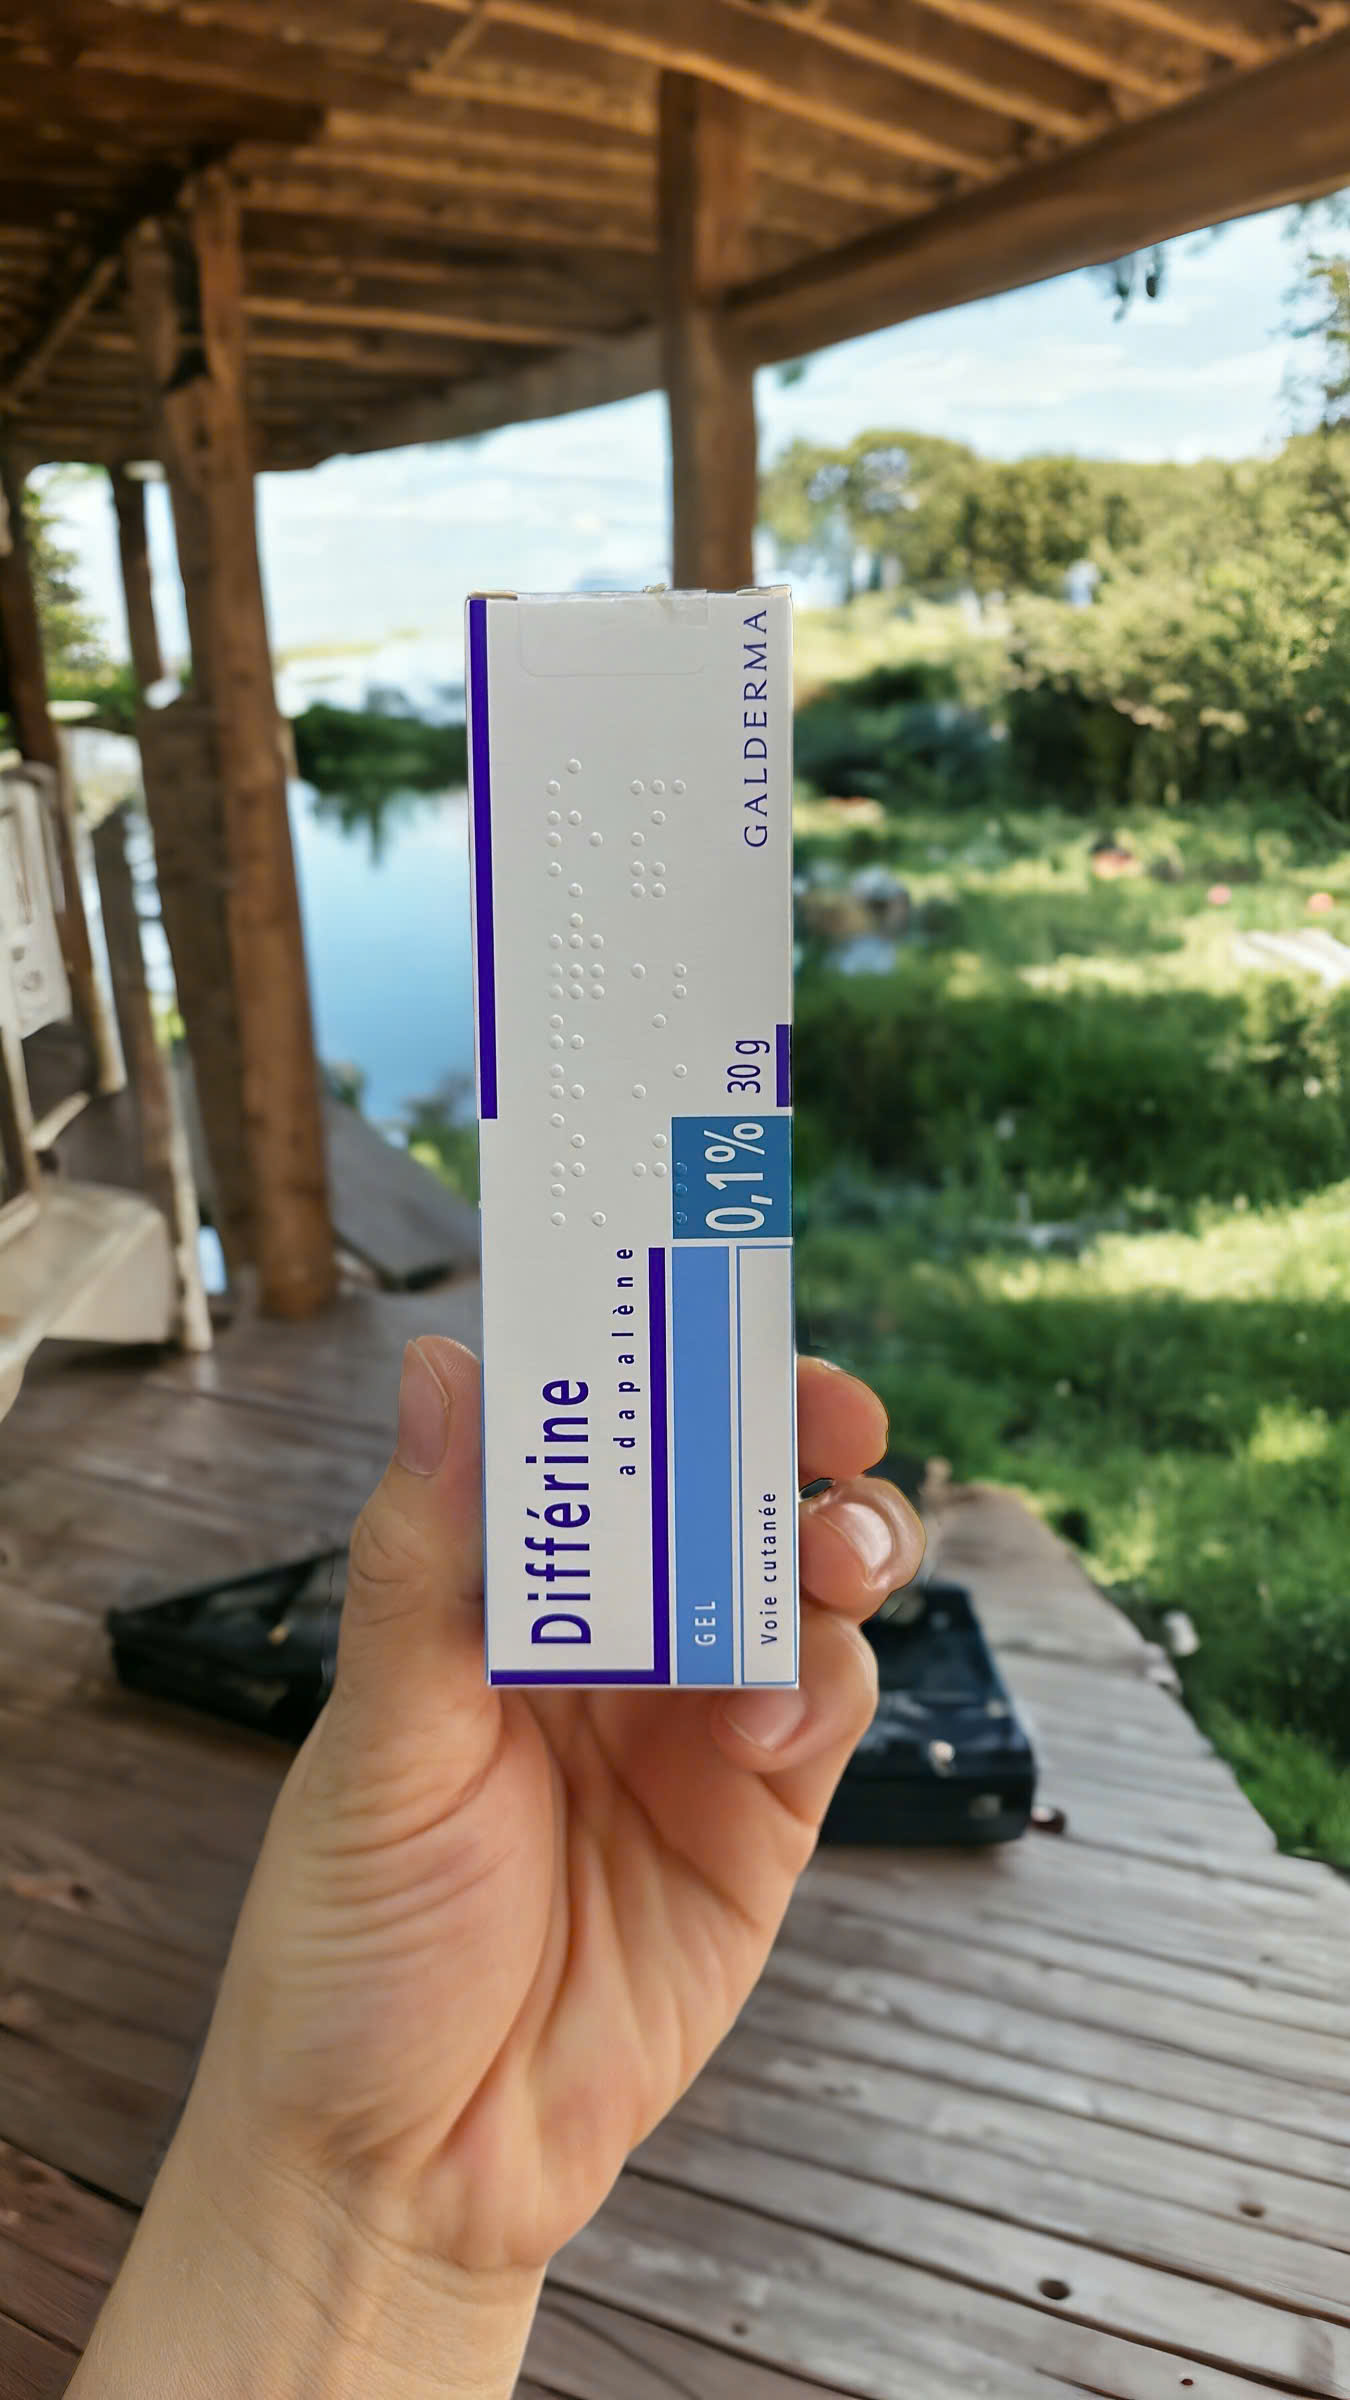 Différine
adapalène
0,1%
30 g
GEL
Voie cutanée
GALDERMA